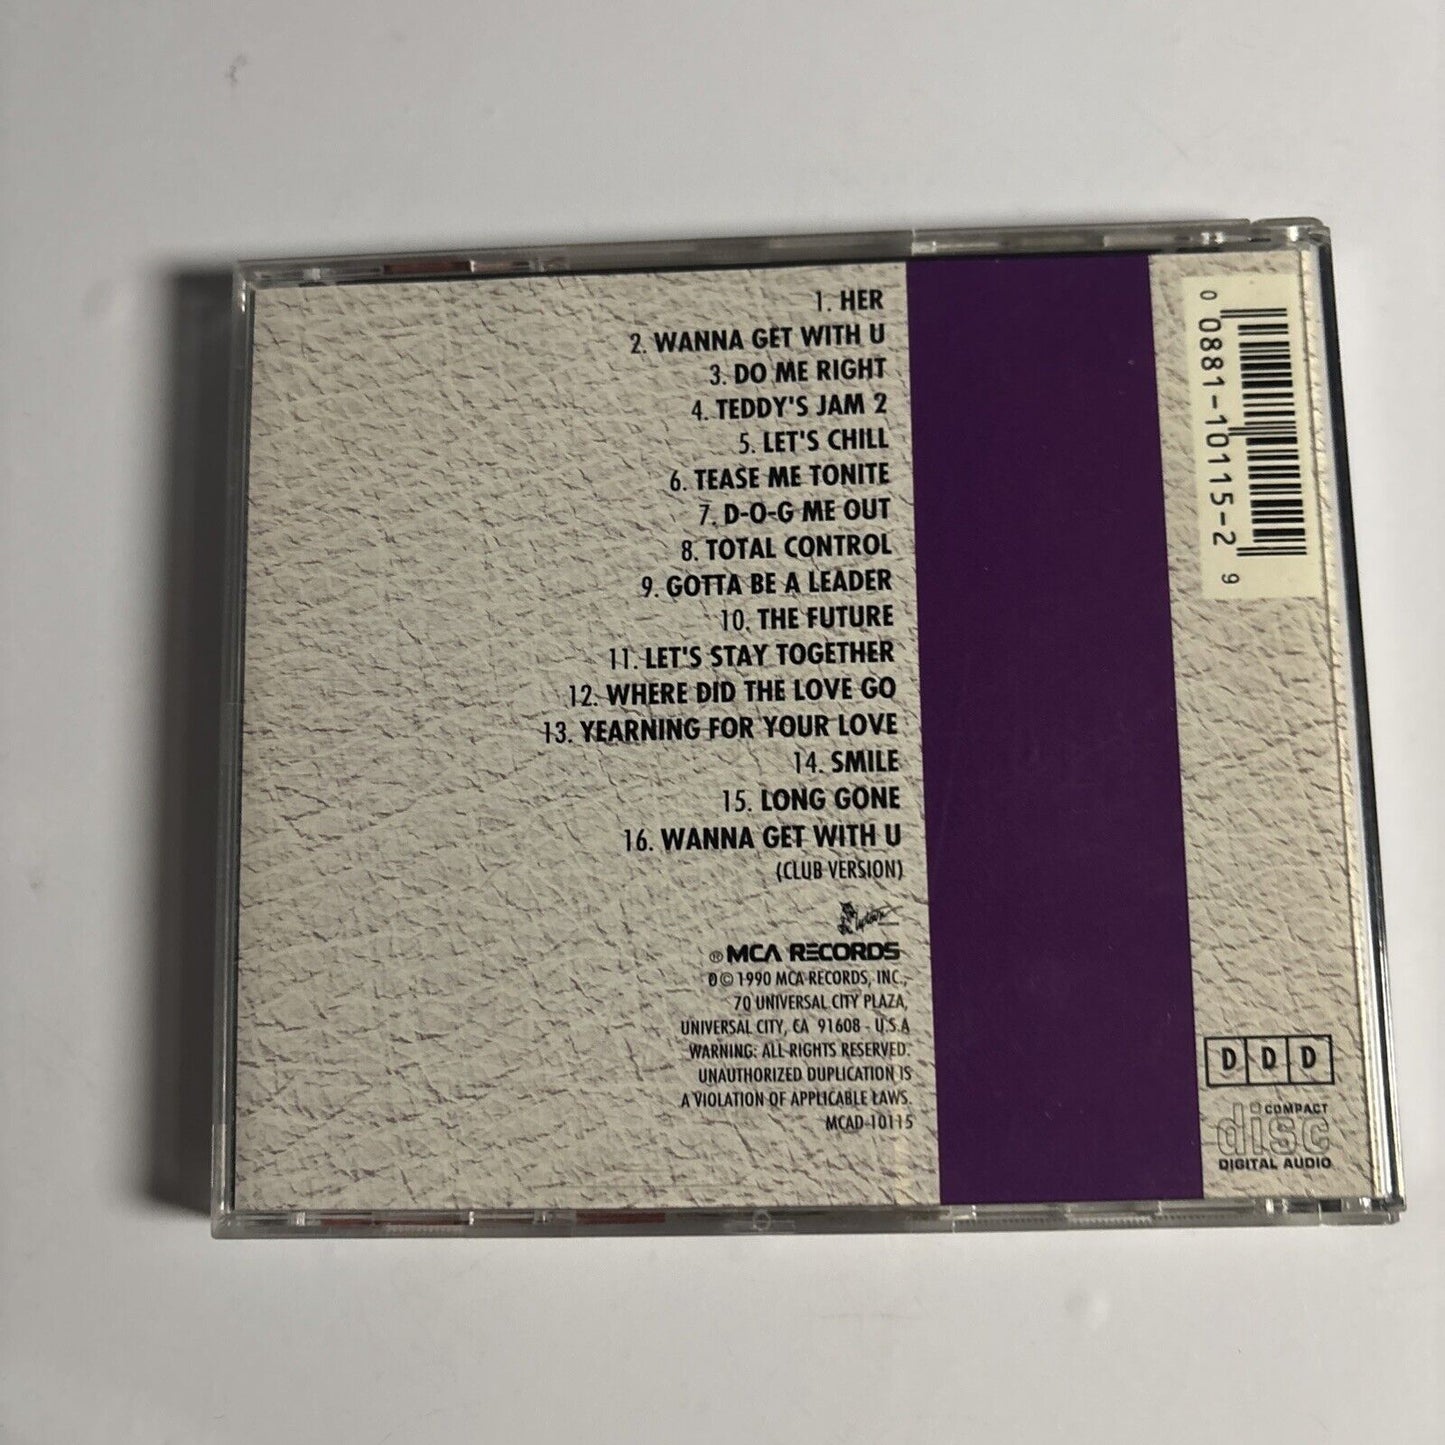 1. HER
2. WANNA GET WITH U
3. DO ME RIGHT
4. TEDDY'S JAM 2
5. LET'S CHILL
6. TEASE ME TONITE
7. D-O-G ME OUT
8. TOTAL CONTROL
9. GOTTA BE A LEADER
10. THE FUTURE
11. LET'S STAY TOGETHER
12. WHERE DID THE LOVE GO
13. YEARNING FOR YOUR LOVE
14. SMILE
15. LONG GONE
16. WANNA GET WITH U
(CLUB VERSION)
Uptown
® MCA RECORDS
℗ © 1990 MCA RECORDS, INC.,
70 UNIVERSAL CITY PLAZA,
UNIVERSAL CITY, CA 91608 - U.S.A
WARNING: ALL RIGHTS RESERVED.
UNAUTHORIZED DUPLICATION IS
A VIOLATION OF APPLICABLE LAWS.
MCAD-10115
0 08811-10115-2 9
D D D
COMPACT
disc
DIGITAL AUDIO